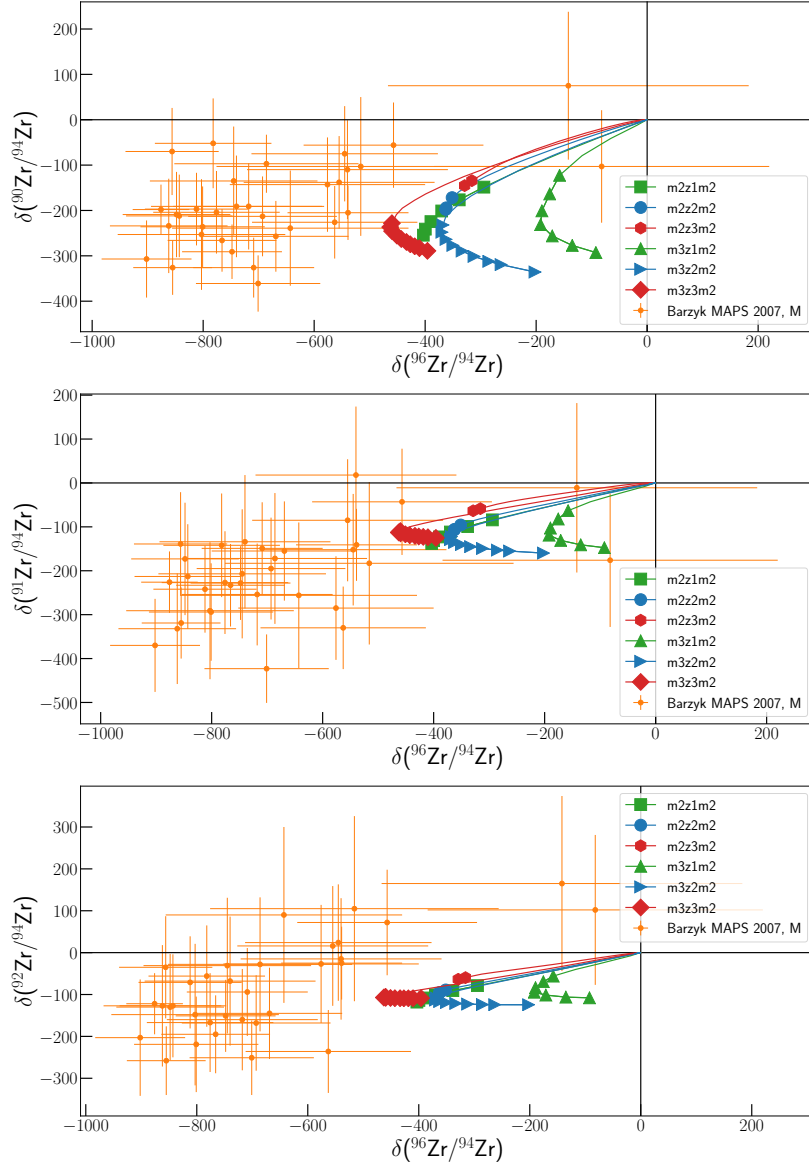 200
100
0
−100
−200
−300
−400
δ(⁹⁰Zr/⁹⁴Zr)
m2z1m2
m2z2m2
m2z3m2
m3z1m2
m3z2m2
m3z3m2
Barzyk MAPS 2007, M
−1000 −800 −600 −400 −200 0 200
δ(⁹⁶Zr/⁹⁴Zr)
200
100
0
−100
−200
−300
−400
−500
δ(⁹¹Zr/⁹⁴Zr)
m2z1m2
m2z2m2
m2z3m2
m3z1m2
m3z2m2
m3z3m2
Barzyk MAPS 2007, M
−1000 −800 −600 −400 −200 0 200
δ(⁹⁶Zr/⁹⁴Zr)
300
200
100
0
−100
−200
−300
δ(⁹²Zr/⁹⁴Zr)
m2z1m2
m2z2m2
m2z3m2
m3z1m2
m3z2m2
m3z3m2
Barzyk MAPS 2007, M
−1000 −800 −600 −400 −200 0 200
δ(⁹⁶Zr/⁹⁴Zr)